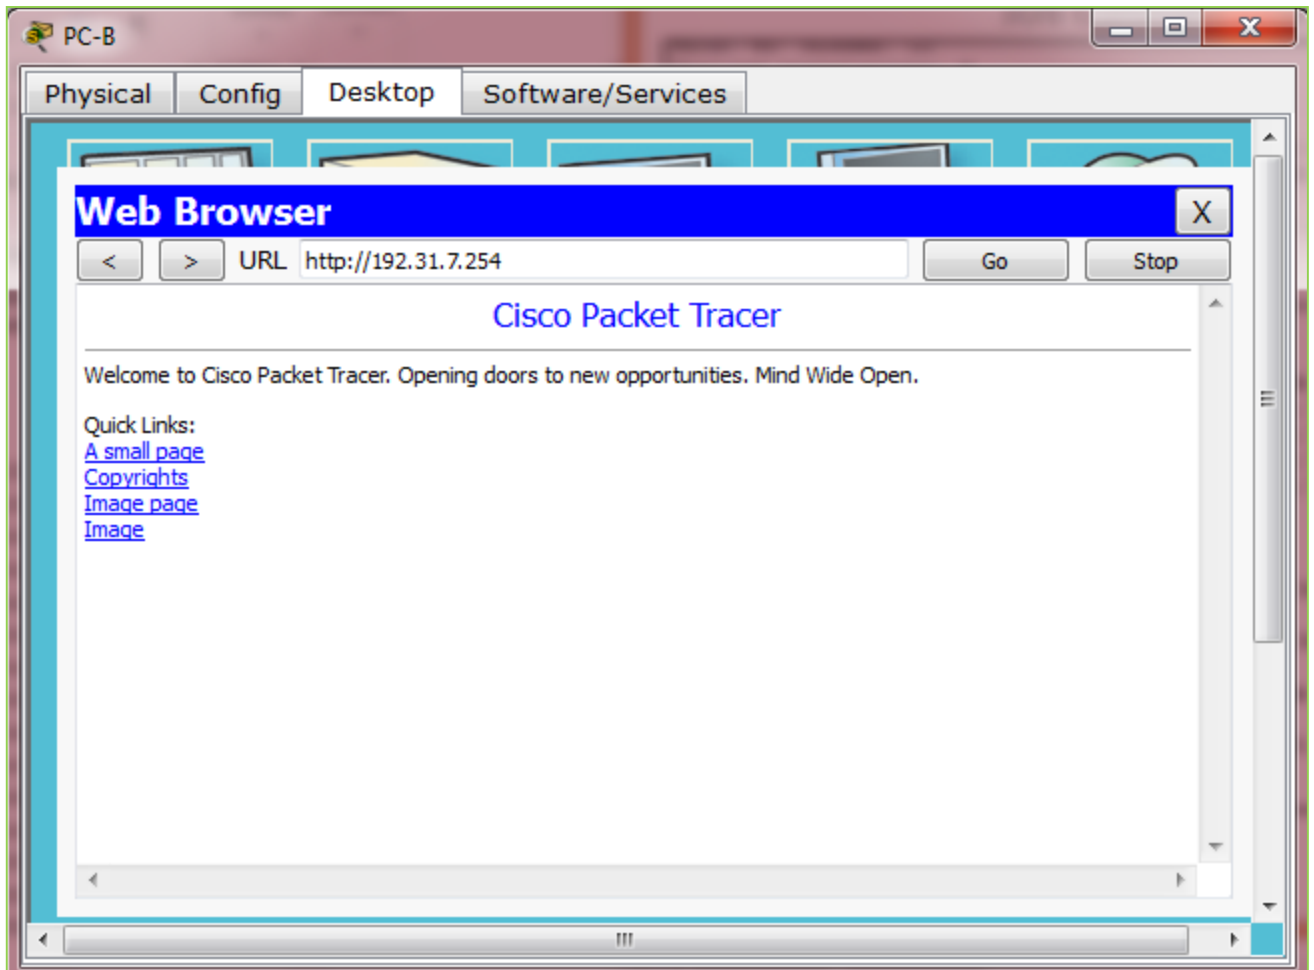 PC-B
Physical Config Desktop Software/Services
Web Browser X
< > URL http://192.31.7.254 Go Stop
Cisco Packet Tracer
Welcome to Cisco Packet Tracer. Opening doors to new opportunities. Mind Wide Open.
Quick Links:
A small page
Copyrights
Image page
Image